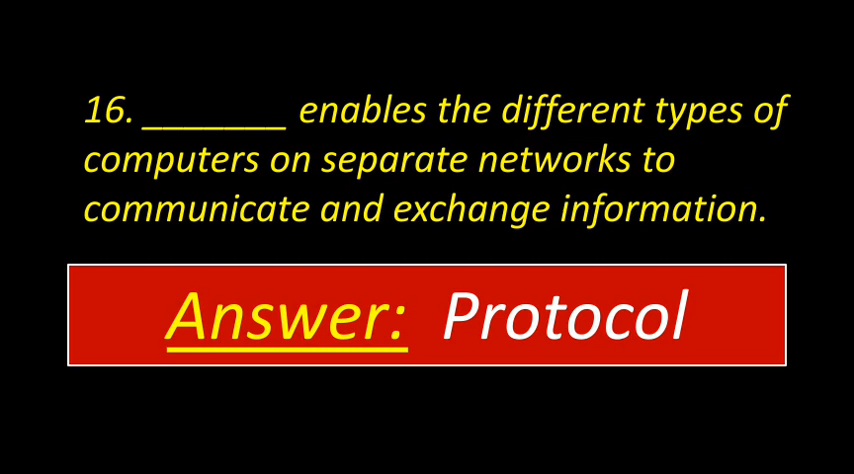 16. _______ enables the different types of
computers on separate networks to
communicate and exchange information.
Answer: Protocol